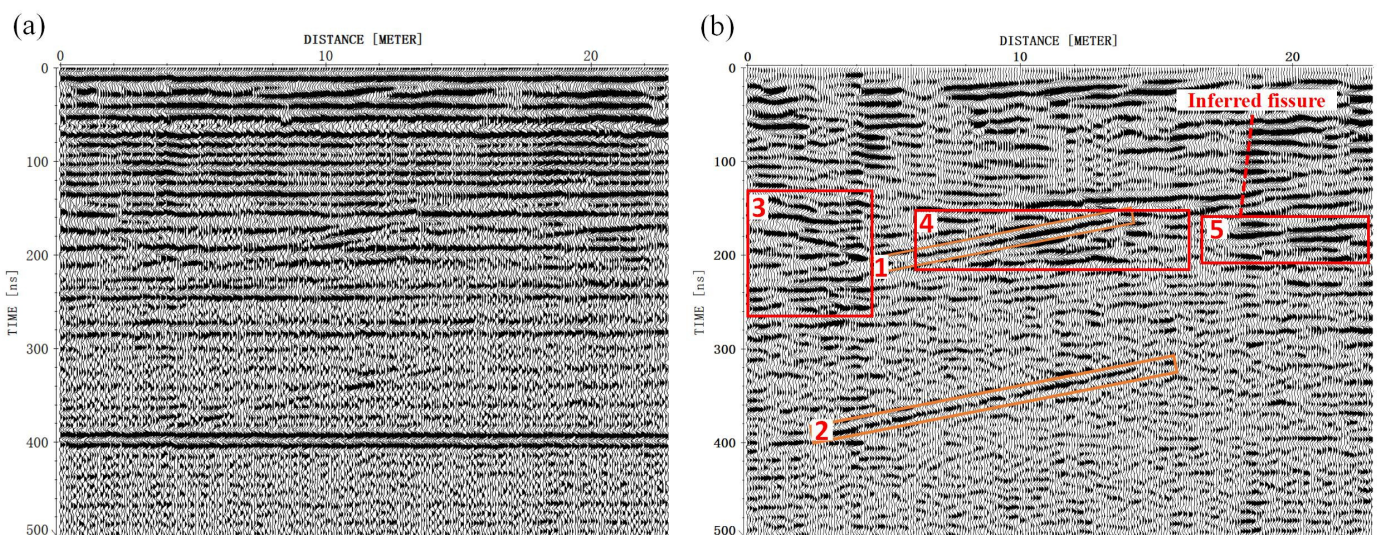 (a)
DISTANCE [METER]
0 10 20
0
100
200
300
400
500
TIME [ns]
(b)
DISTANCE [METER]
0 10 20
0
100
200
300
400
500
TIME [ns]
Inferred fissure
3
4
5
1
2